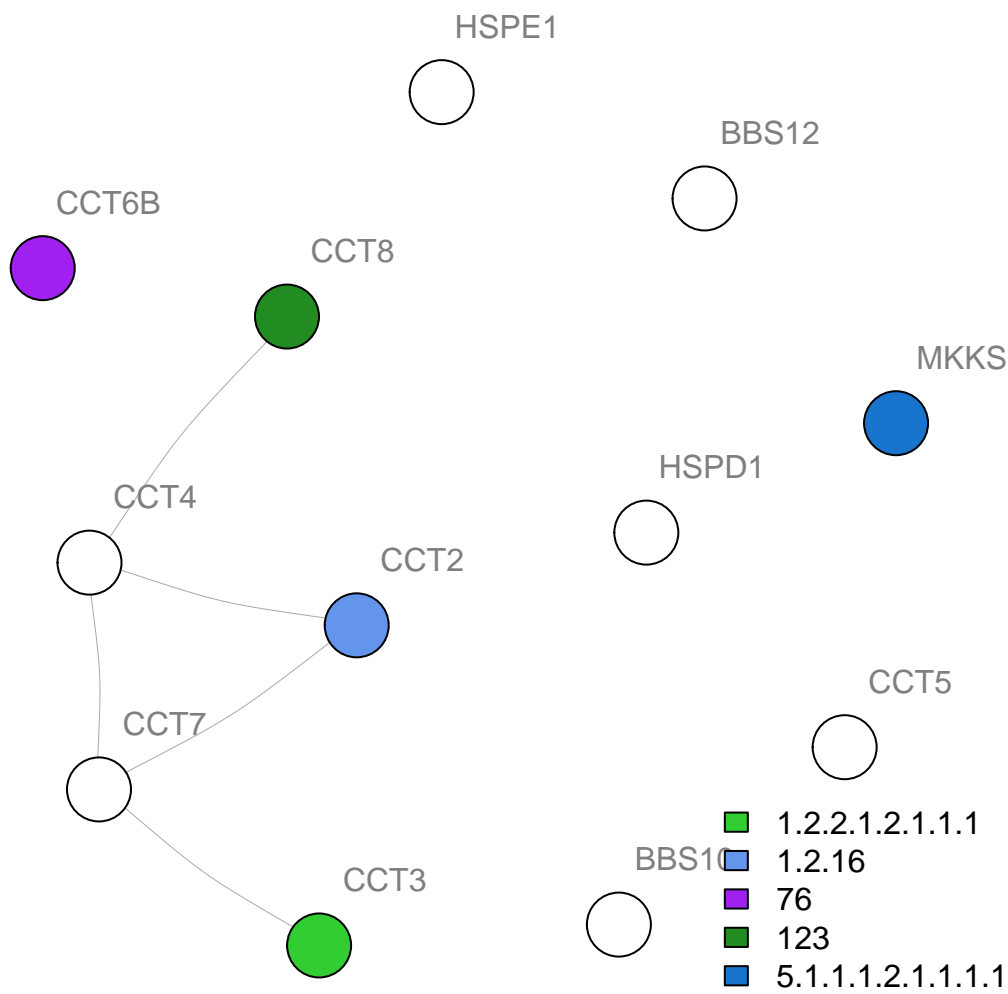 HSPE1
BBS12
CCT6B
CCT8
MKKS
HSPD1
CCT4
CCT2
CCT5
CCT7
1.2.2.1.2.1.1.1
BBS10
1.2.16
CCT3
76
123
5.1.1.1.2.1.1.1.1